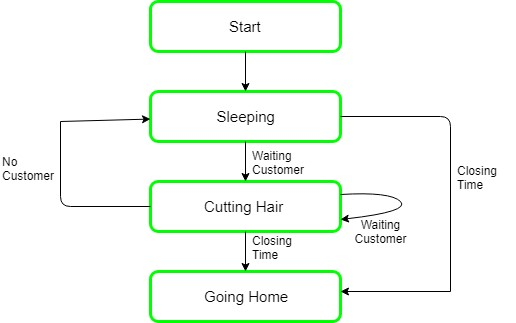 Start
Sleeping
Waiting
Customer
No
Customer
Closing
Time
Cutting Hair
Waiting
Customer
Closing
Time
Going Home